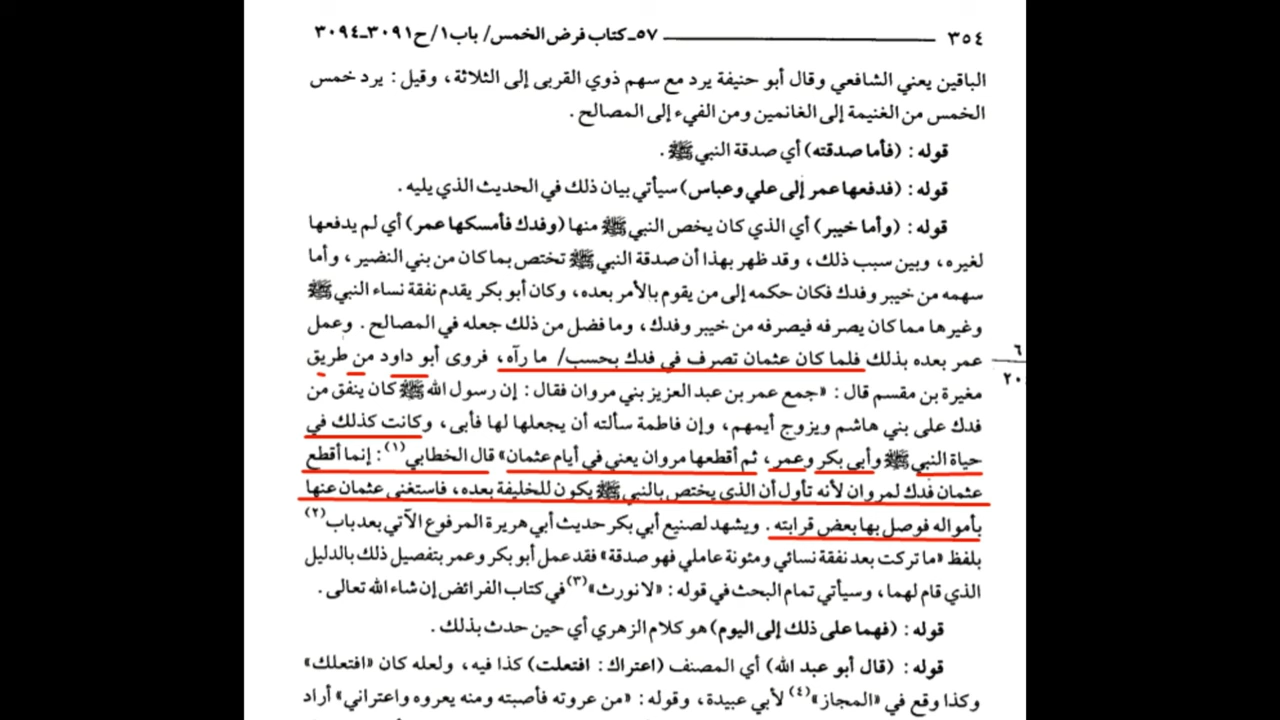 ٣٥٤ ــــــ ٥٧ـ كتاب فرض الخمس/ باب١/ ح٣٠٩١ـ٣٠٩٤
الباقين يعني الشافعي وقال أبو حنيفة يرد مع سهم ذوي القربى إلى الثلاثة، وقيل: يرد خمس
الخمس من الغنيمة إلى الغانمين ومن الفيء إلى المصالح.
قوله: (فأما صدقته) أي صدقة النبي ﷺ.
قوله: (فدفعها عمر إلى علي وعباس) سيأتي بيان ذلك في الحديث الذي يليه.
قوله: (وأما خيبر) أي الذي كان يخص النبي ﷺ منها (وفدك فأمسكها عمر) أي لم يدفعها
لغيره، وبين سبب ذلك، وقد ظهر بهذا أن صدقة النبي ﷺ تختص بما كان من بني النضير، وأما
سهمه من خيبر وفدك فكان حكمه إلى من يقوم بالأمر بعده، وكان أبو بكر يقدم نفقة نساء النبي ﷺ
وغيرها مما كان يصرفه فيصرفه من خيبر وفدك، وما فضل من ذلك جعله في المصالح. وعمل
عمر بعده بذلك فلما كان عثمان تصرف في فدك بحسب/ ما رآه، فروى أبو داود من طريق
٦
٢٠
مغيرة بن مقسم قال: «جمع عمر بن عبد العزيز بني مروان فقال: إن رسول الله ﷺ كان ينفق من
فدك على بني هاشم ويزوج أيمهم، وإن فاطمة سألته أن يجعلها لها فأبى، وكانت كذلك في
حياة النبي ﷺ وأبي بكر وعمر، ثم أقطعها مروان يعني في أيام عثمان» قال الخطابي(١): إنما أقطع
عثمان فدك لمروان لأنه تأول أن الذي يختص بالنبي ﷺ يكون للخليفة بعده، فاستغنى عثمان عنها
بأمواله فوصل بها بعض قرابته. ويشهد لصنيع أبي بكر حديث أبي هريرة المرفوع الآتي بعد باب(٢)
بلفظ «ما تركت بعد نفقة نسائي ومئونة عاملي فهو صدقة» فقد عمل أبو بكر وعمر بتفصيل ذلك بالدليل
الذي قام لهما، وسيأتي تمام البحث في قوله: «لا نورث»(٣) في كتاب الفرائض إن شاء الله تعالى.
قوله: (فهما على ذلك إلى اليوم) هو كلام الزهري أي حين حدث بذلك.
قوله: (قال أبو عبد الله) أي المصنف (اعتراك: افتعلت) كذا فيه، ولعله كان «افتعلك»
وكذا وقع في «المجاز»(٤) لأبي عبيدة، وقوله: «من عروته فأصبته ومنه يعروه واعتراني» أراد